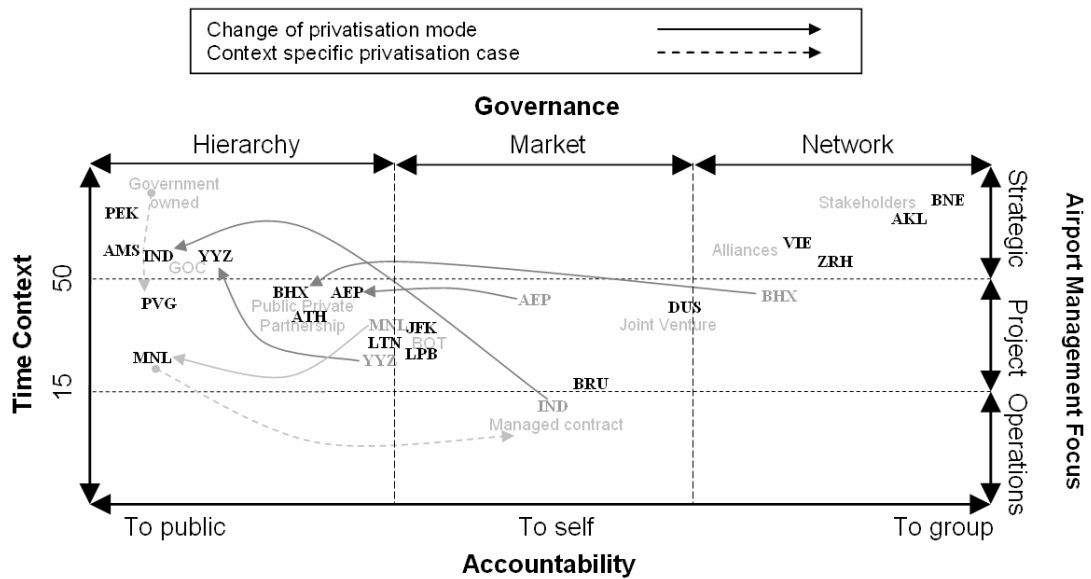 Change of privatisation mode
Context specific privatisation case
Governance
Hierarchy Market Network
Government
owned
PEK
Stakeholders BNE
AKL
AMS IND YYZ
GOC
Alliances VIE
ZRH
Strategic
50
PVG
BHX AEP
Public Private
ATH
Partnership
AEP
DUS
Joint Venture
BHX
MNL JFK
LTN BOT
YYZ LPB
MNL
Project
15
BRU
IND
Managed contract
Operations
Time Context
Airport Management Focus
To public To self To group
Accountability